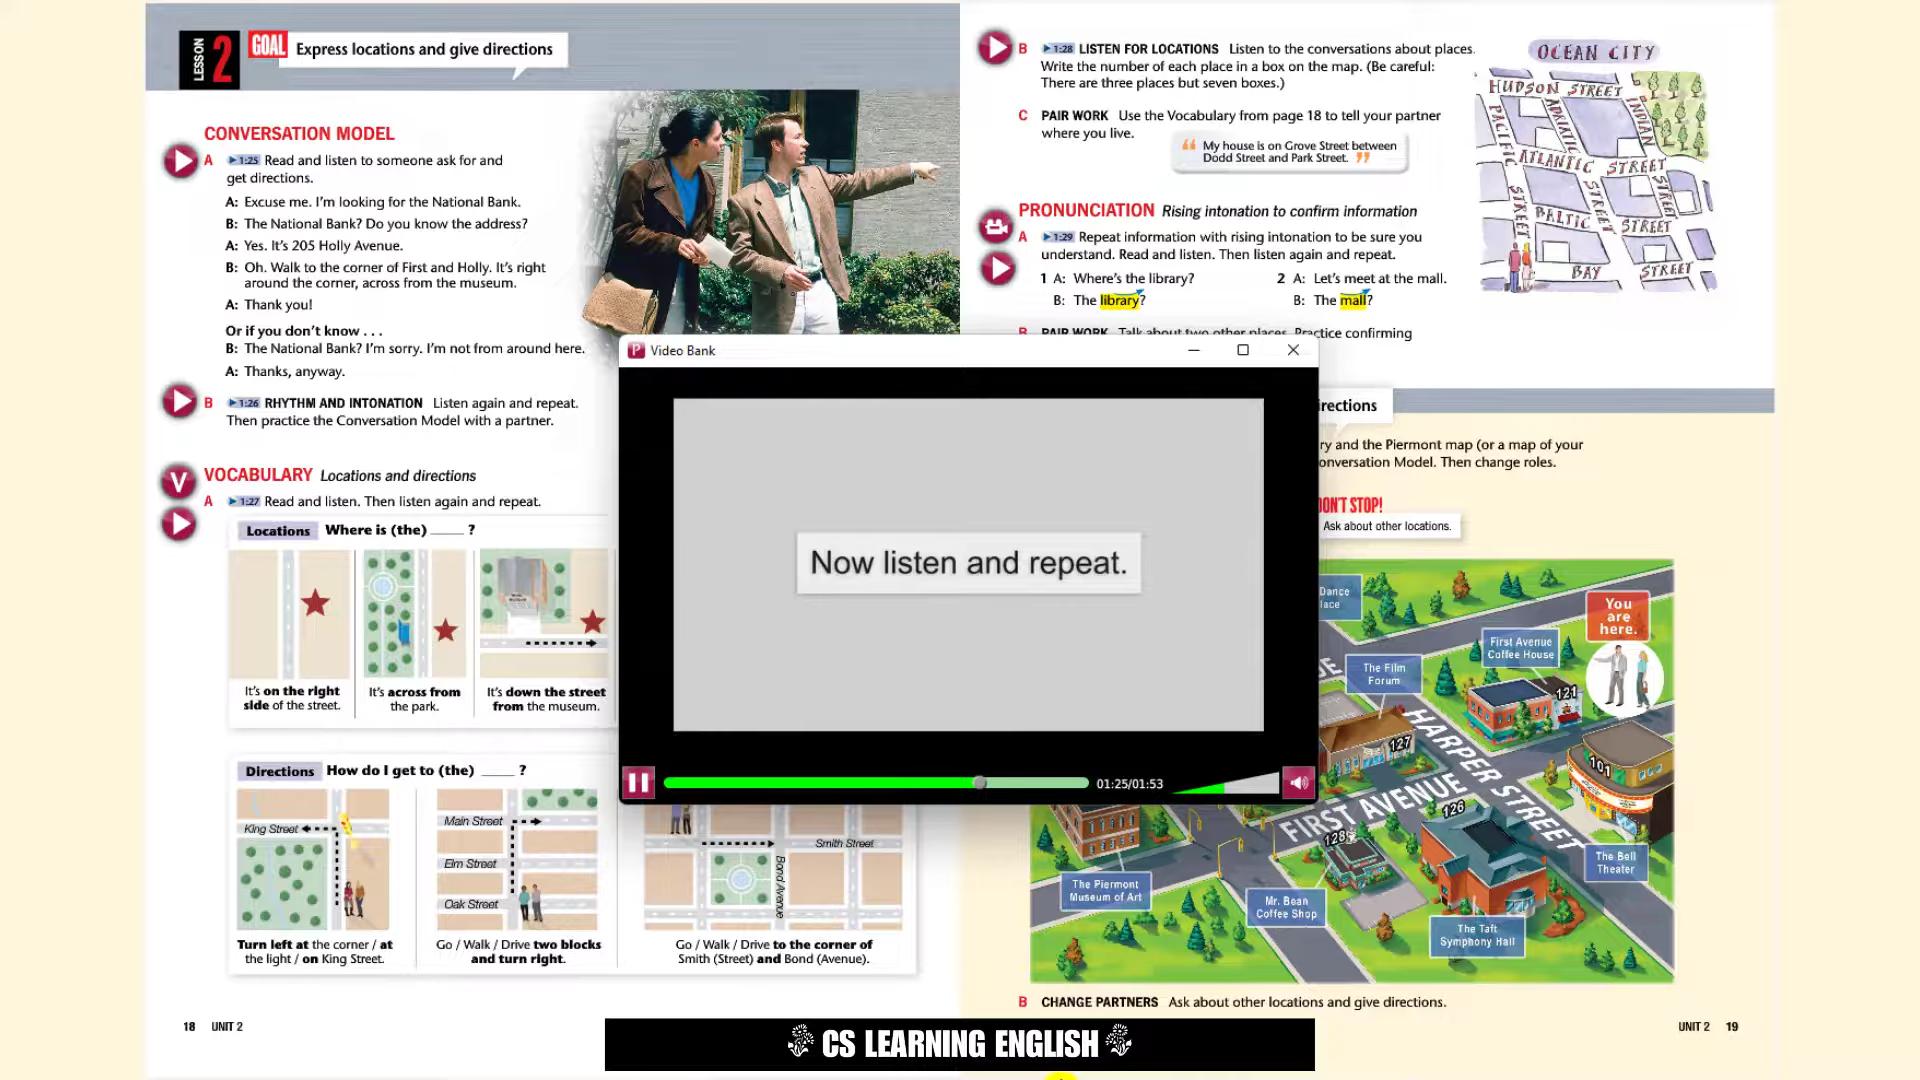 LESSON 2
GOAL Express locations and give directions
CONVERSATION MODEL
A 1:25 Read and listen to someone ask for and
get directions.
A: Excuse me. I'm looking for the National Bank.
B: The National Bank? Do you know the address?
A: Yes. It's 205 Holly Avenue.
B: Oh. Walk to the corner of First and Holly. It's right
around the corner, across from the museum.
A: Thank you!
Or if you don't know . . .
B: The National Bank? I'm sorry. I'm not from around here.
A: Thanks, anyway.
B 1:26 RHYTHM AND INTONATION Listen again and repeat.
Then practice the Conversation Model with a partner.
V VOCABULARY Locations and directions
A 1:27 Read and listen. Then listen again and repeat.
Locations Where is (the) ____ ?
It's on the right
side of the street.
It's across from
the park.
It's down the street
from the museum.
Directions How do I get to (the) ____ ?
King Street
Turn left at the corner / at
the light / on King Street.
Main Street
Elm Street
Oak Street
Go / Walk / Drive two blocks
and turn right.
Smith Street
Bond Avenue
Go / Walk / Drive to the corner of
Smith (Street) and Bond (Avenue).
18 UNIT 2
B 1:28 LISTEN FOR LOCATIONS Listen to the conversations about places.
Write the number of each place in a box on the map. (Be careful:
There are three places but seven boxes.)
C PAIR WORK Use the Vocabulary from page 18 to tell your partner
where you live.
“ My house is on Grove Street between
Dodd Street and Park Street. ”
OCEAN CITY
HUDSON STREET
PACIFIC STREET
ADRIATIC STREET
INDIAN STREET
ATLANTIC STREET
BALTIC STREET
BAY STREET
PRONUNCIATION Rising intonation to confirm information
A 1:29 Repeat information with rising intonation to be sure you
understand. Read and listen. Then listen again and repeat.
1 A: Where's the library?
B: The library?
2 A: Let's meet at the mall.
B: The mall?
B PAIR WORK Talk about two other places. Practice confirming
Video Bank
Now listen and repeat.
01:25/01:53
irections
ry and the Piermont map (or a map of your
onversation Model. Then change roles.
DON'T STOP!
Ask about other locations.
Dance
lace
You
are
here.
First Avenue
Coffee House
The Film
Forum
121
127
101
126
128
HARPER STREET
FIRST AVENUE
The Bell
Theater
The Piermont
Museum of Art
Mr. Bean
Coffee Shop
The Taft
Symphony Hall
B CHANGE PARTNERS Ask about other locations and give directions.
UNIT 2 19
CS LEARNING ENGLISH